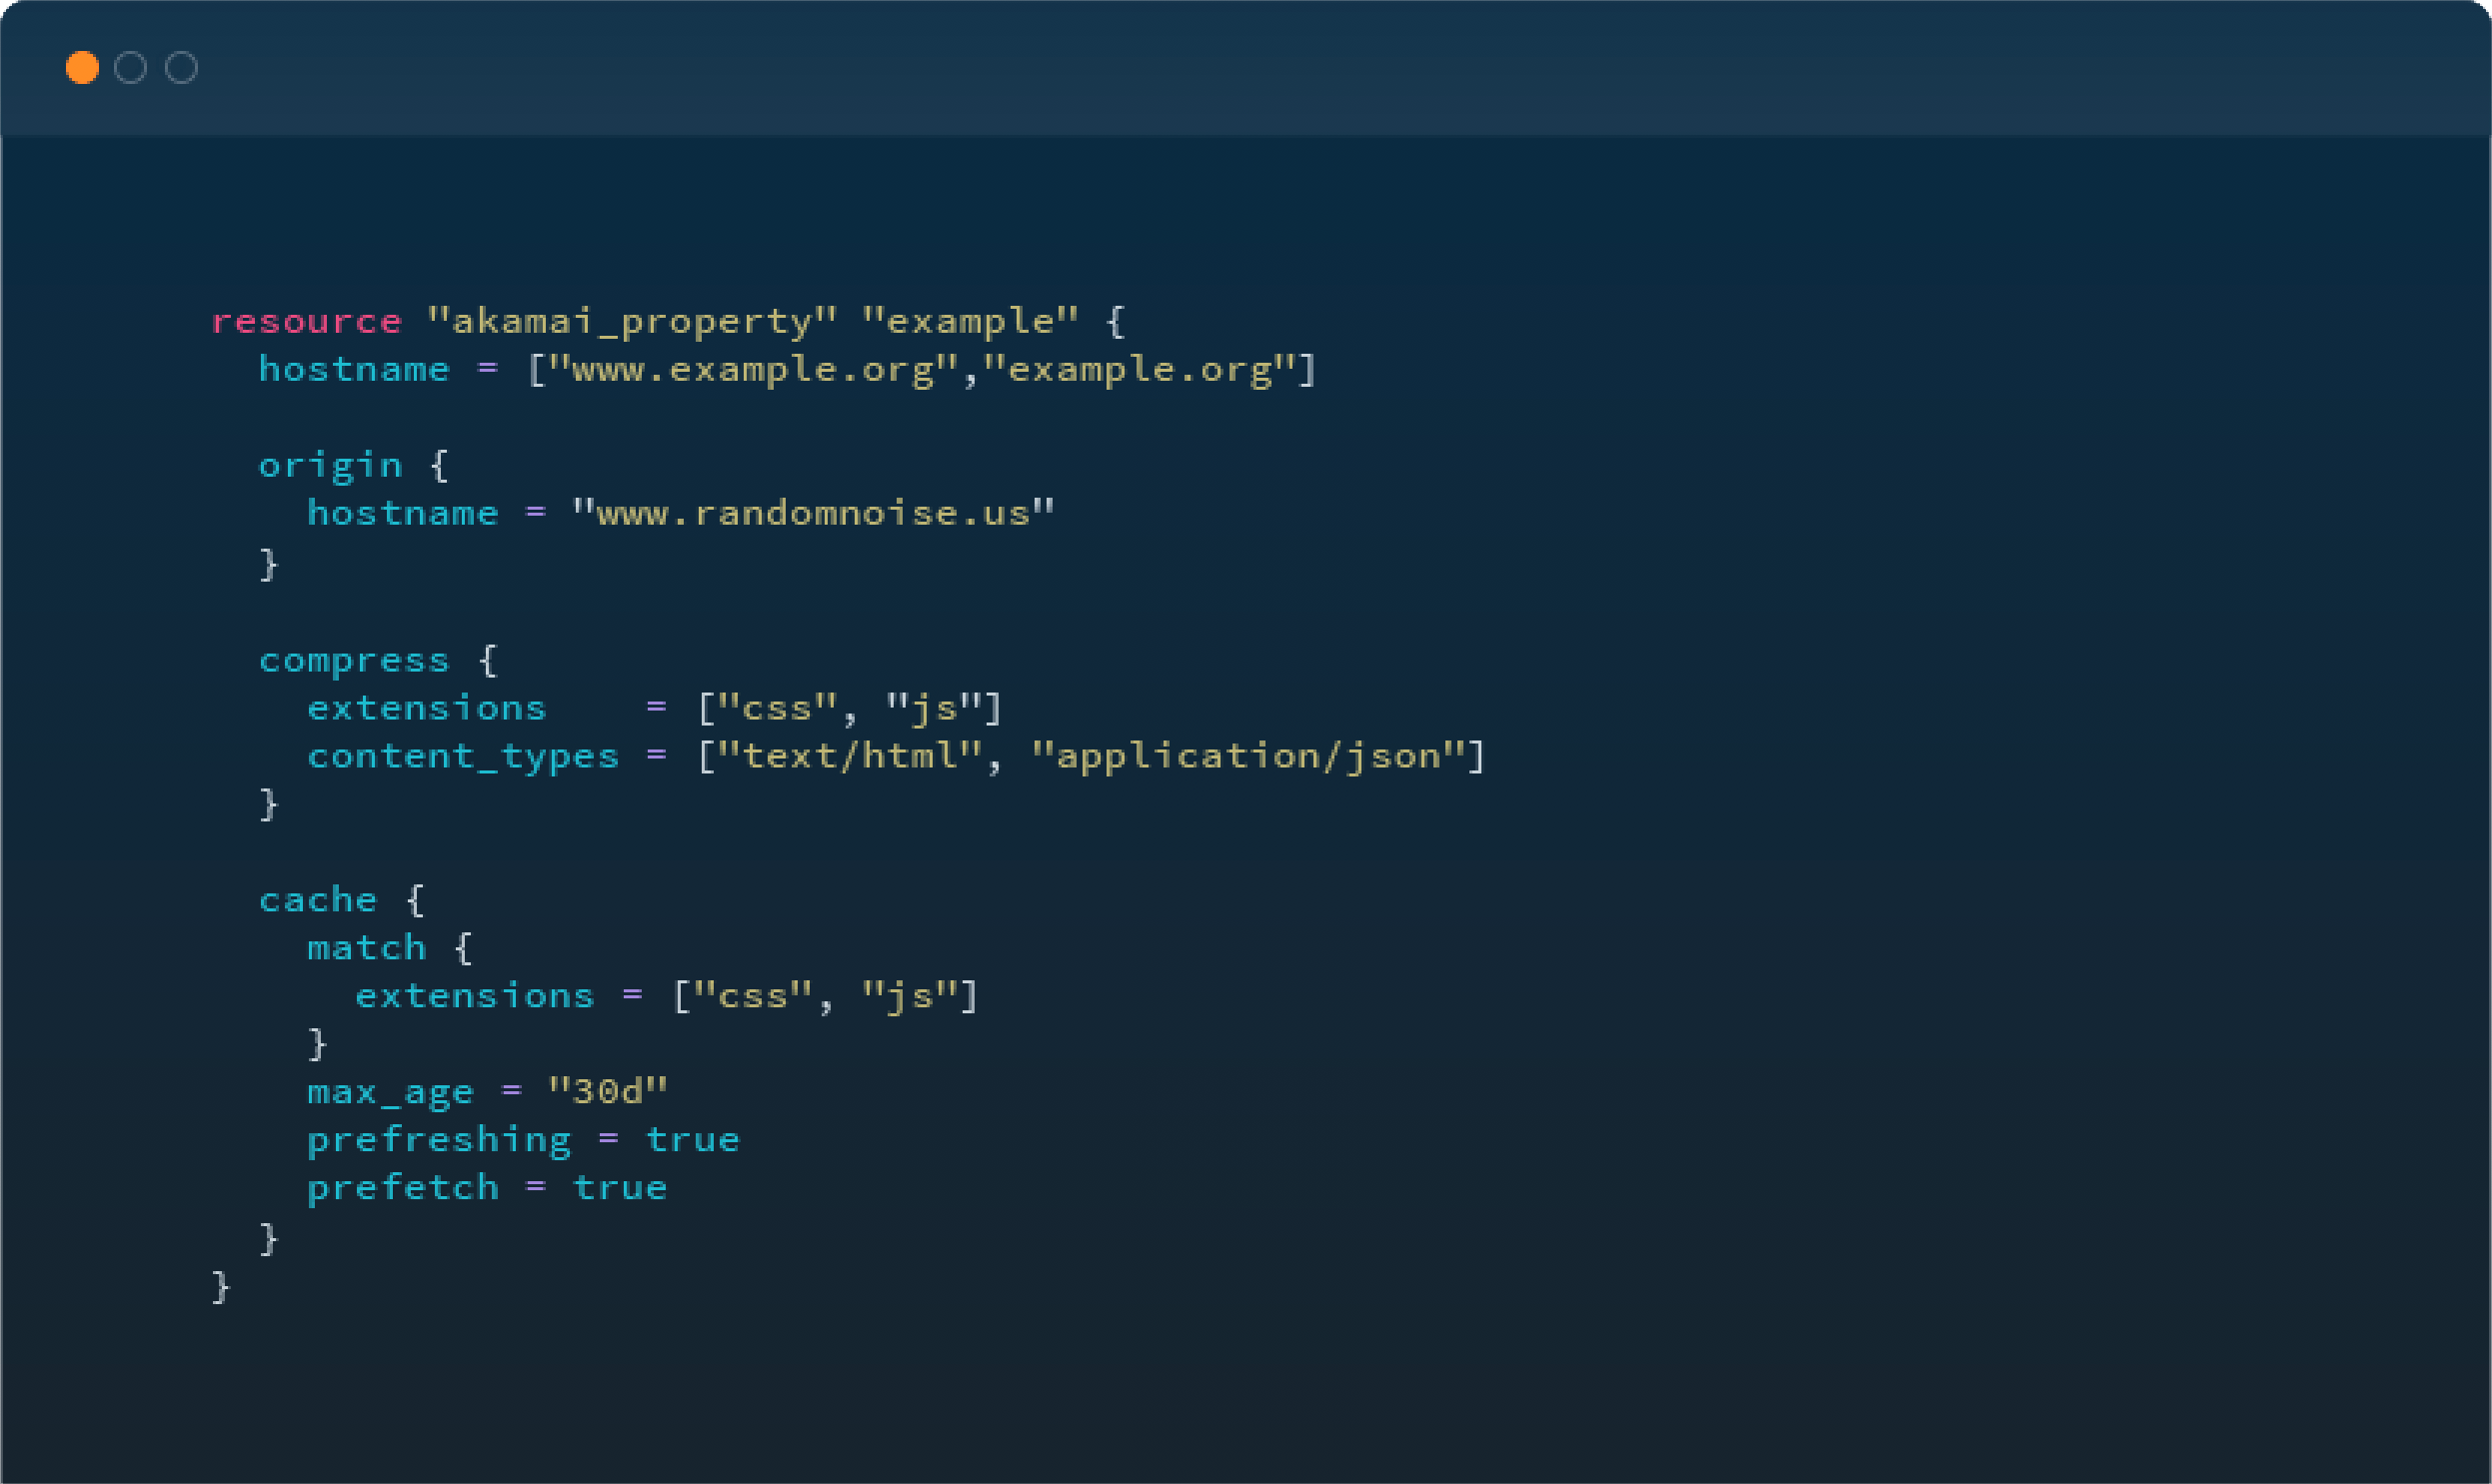 resource "akamai_property" "example" {
  hostname = ["www.example.org","example.org"]

  origin {
    hostname = "www.randomnoise.us"
  }

  compress {
    extensions    = ["css", "js"]
    content_types = ["text/html", "application/json"]
  }

  cache {
    match {
      extensions = ["css", "js"]
    }
    max_age = "30d"
    prefreshing = true
    prefetch = true
  }
}